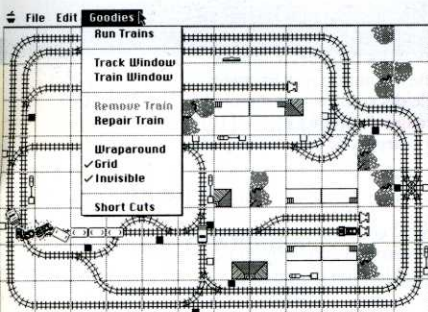 File Edit Goodies
Run Trains
Track Window
Train Window
Remove Train
Repair Train
Wraparound
✓Grid
✓Invisible
Short Cuts